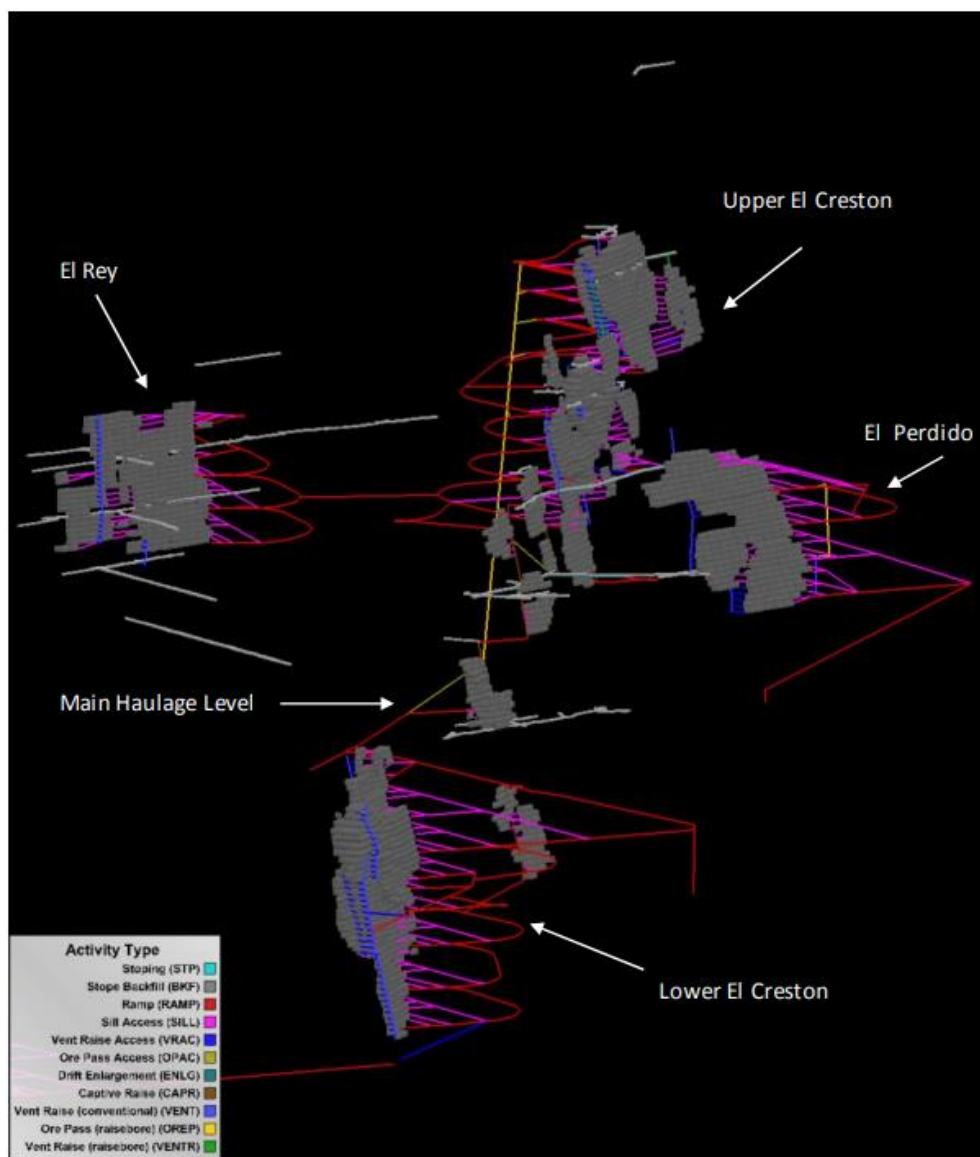 Upper El Creston
El Rey
El Perdido
Main Haulage Level
Lower El Creston
Activity Type
Stoping (STP)
Stope Backfill (BKF)
Ramp (RAMP)
Sill Access (SILL)
Vent Raise Access (VRAC)
Ore Pass Access (OPAC)
Drift Enlargement (ENLG)
Captive Raise (CAPR)
Vent Raise (conventional) (VENT)
Ore Pass (raisebore) (OREP)
Vent Raise (raisebore) (VENTR)